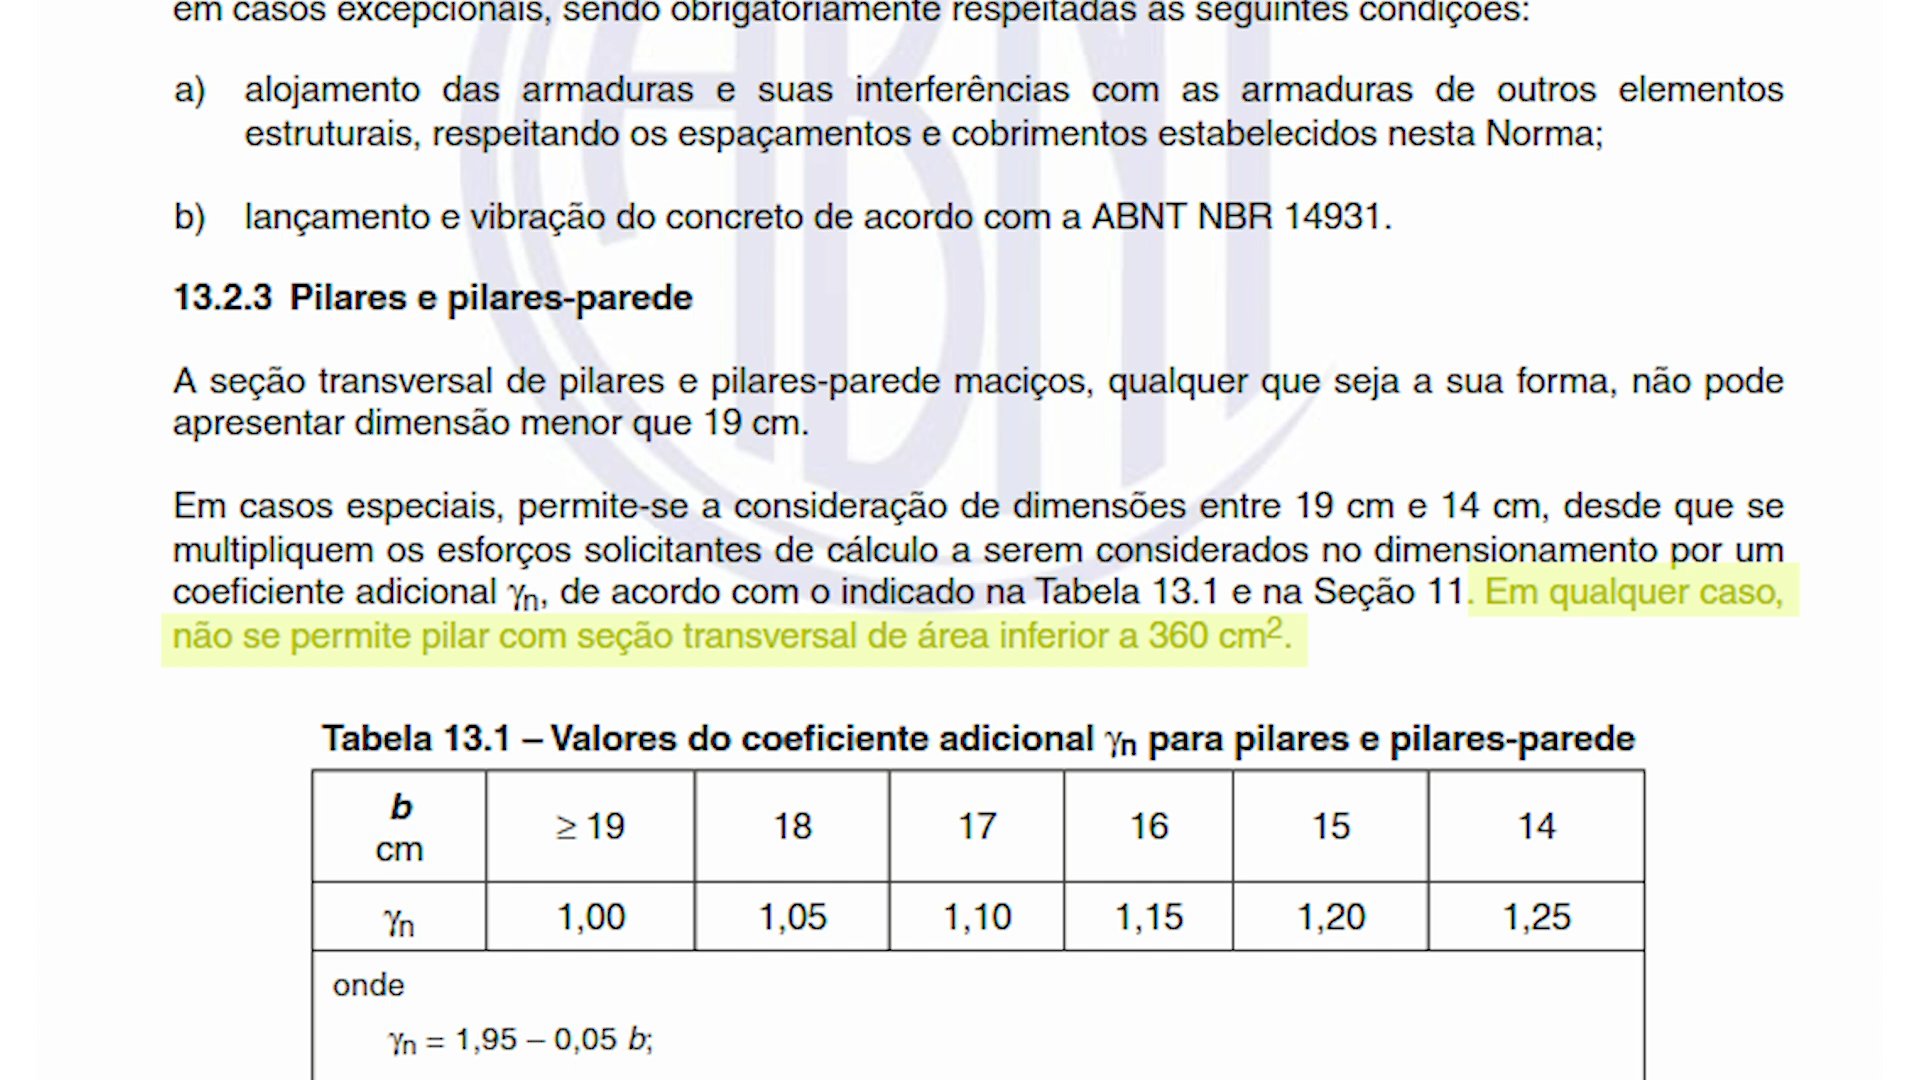 em casos excepcionais, sendo obrigatoriamente respeitadas as seguintes condições:
a) alojamento das armaduras e suas interferências com as armaduras de outros elementos
estruturais, respeitando os espaçamentos e cobrimentos estabelecidos nesta Norma;
b) lançamento e vibração do concreto de acordo com a ABNT NBR 14931.
13.2.3 Pilares e pilares-parede
A seção transversal de pilares e pilares-parede maciços, qualquer que seja a sua forma, não pode
apresentar dimensão menor que 19 cm.
Em casos especiais, permite-se a consideração de dimensões entre 19 cm e 14 cm, desde que se
multipliquem os esforços solicitantes de cálculo a serem considerados no dimensionamento por um
coeficiente adicional γn, de acordo com o indicado na Tabela 13.1 e na Seção 11. Em qualquer caso,
não se permite pilar com seção transversal de área inferior a 360 cm².
Tabela 13.1 – Valores do coeficiente adicional γn para pilares e pilares-parede
b cm ≥ 19 18 17 16 15 14
γn 1,00 1,05 1,10 1,15 1,20 1,25
onde
γn = 1,95 – 0,05 b;
ABNT